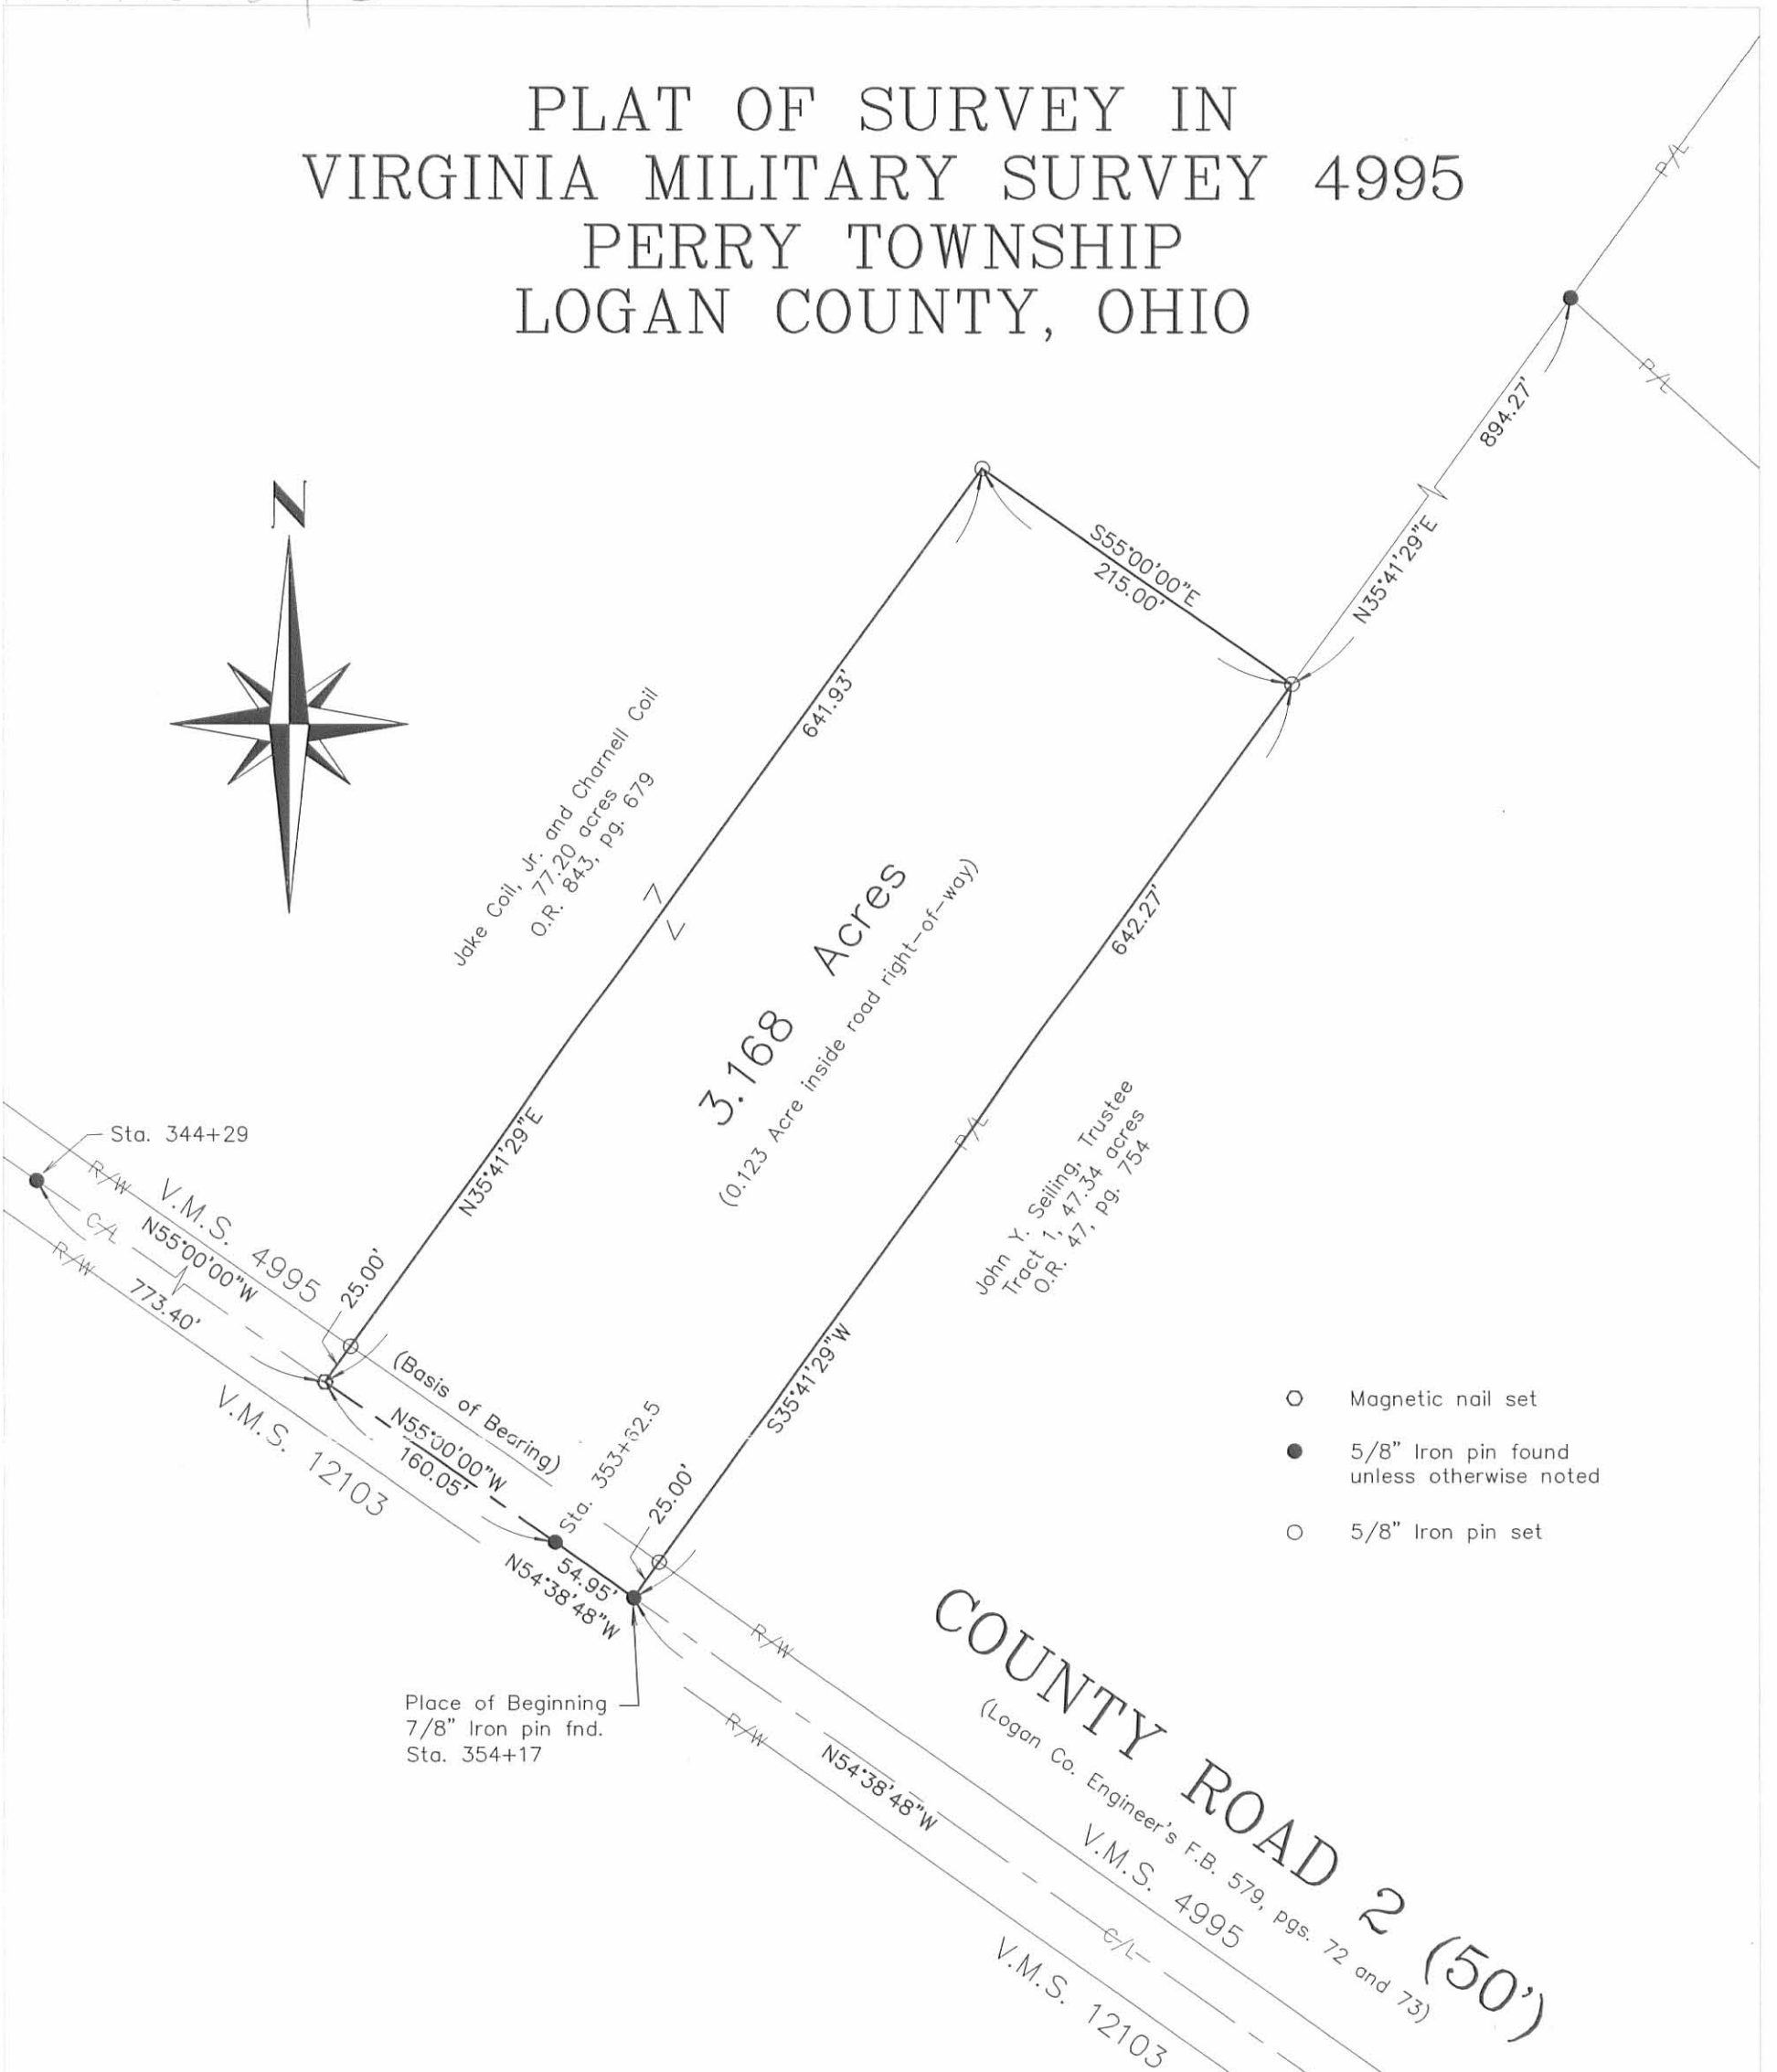 PLAT OF SURVEY IN
VIRGINIA MILITARY SURVEY 4995
PERRY TOWNSHIP
LOGAN COUNTY, OHIO
P/L
P/L
894.27'
N35°41'29"E
N
S55°00'00"E
215.00'
641.93'
Jake Coil, Jr. and Charnell Coil
77.20 acres
O.R. 843, pg. 679
Z
3.168 Acres
(0.123 Acre inside road right-of-way)
642.27'
P/L
John Y. Seiling, Trustee
Tract 1, 47.34 acres
O.R. 47, pg. 754
N35°41'29"E
Sta. 344+29
R/W
V.M.S. 4995
C/L
N55°00'00"W
R/W
773.40'
25.00'
(Basis of Bearing)
V.M.S. 12103
N55°00'00"W
160.05'
Sta. 353+62.5
S35°41'29"W
25.00'
54.95'
N54°38'48"W
Magnetic nail set
5/8" Iron pin found
unless otherwise noted
5/8" Iron pin set
Place of Beginning
7/8" Iron pin fnd.
Sta. 354+17
R/W
R/W
N54°38'48"W
COUNTY ROAD 2 (50')
(Logan Co. Engineer's F.B. 579, pgs. 72 and 73)
V.M.S. 4995
C/L
V.M.S. 12103